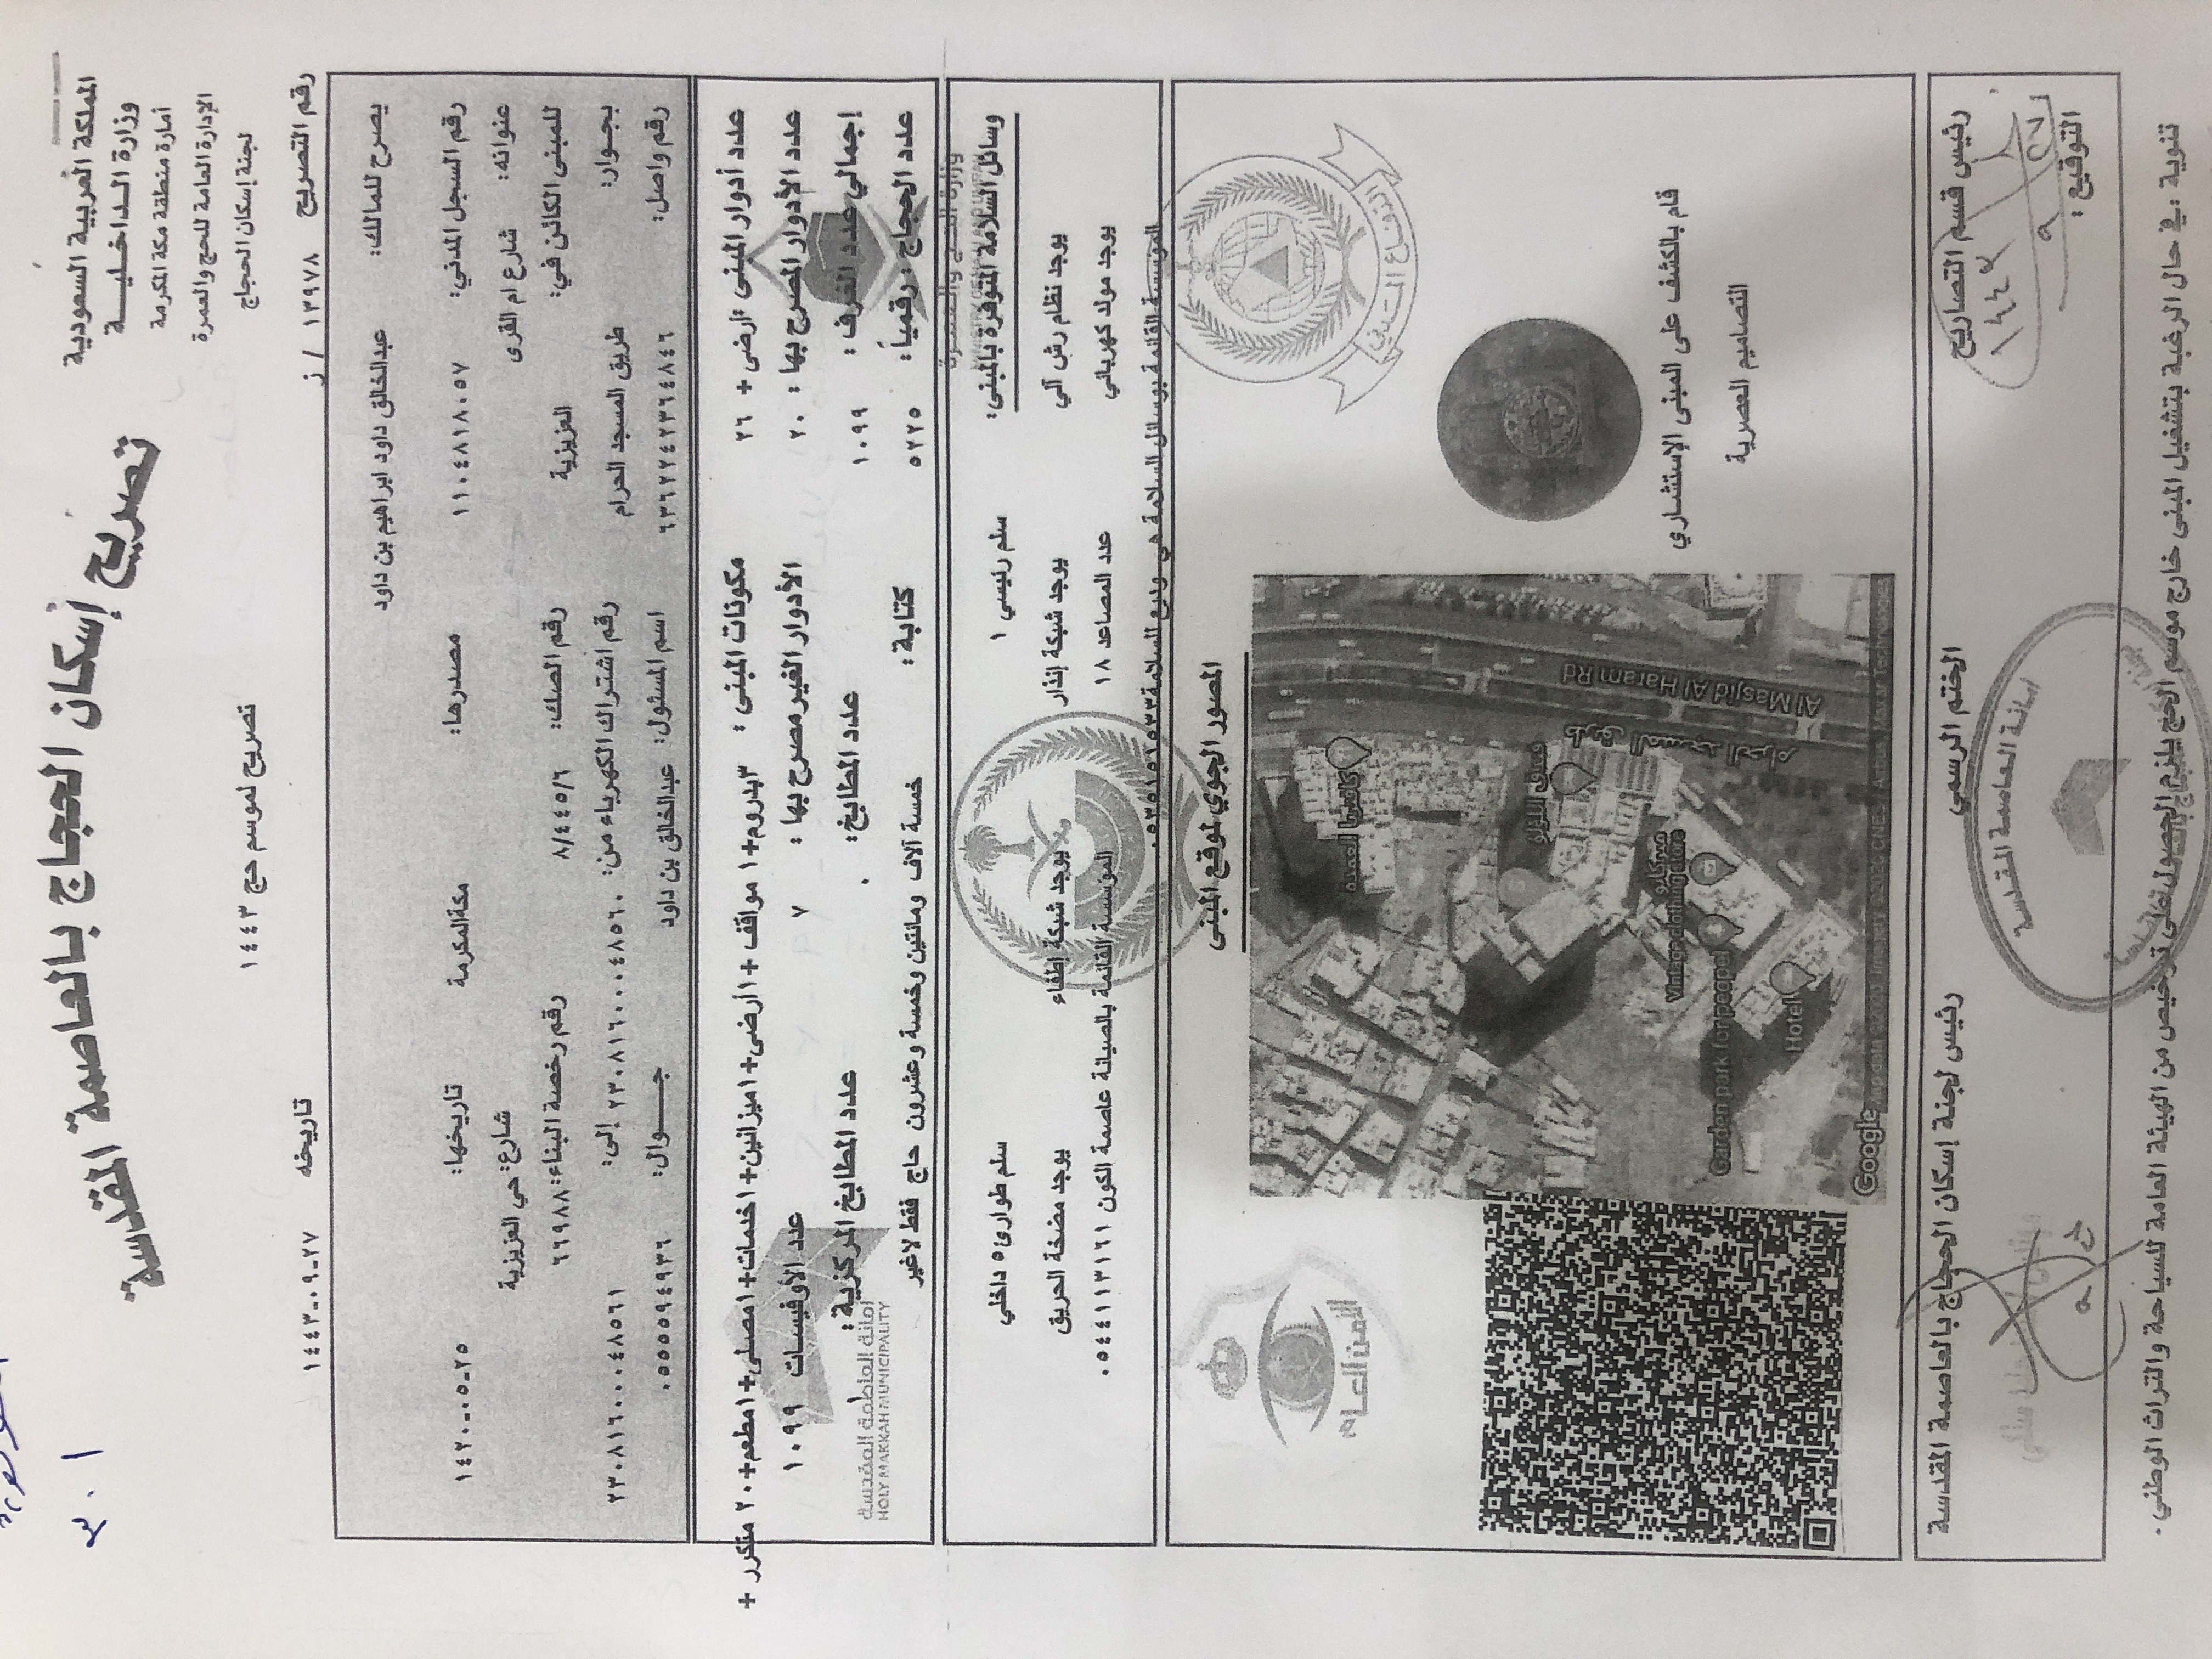 ٣٠١
تصريح إسكان الحجاج بالعاصمة المقدسة
المملكة العربية السعودية
وزارة الداخلية
أمارة منطقة مكة المكرمة
الإدارة العامة للحج والعمرة
لجنة إسكان الحجاج
تصريح لموسم حج ١٤٤٣
رقم التصريح ١٣٩٧٨ / ز تاريخه ٢٧-٠٩-١٤٤٣
يصرح للمالك: عبدالخالق داود ابراهيم بن داود
رقم السجل المدني: ١١٠٤٨١٨٠٥٧ مصدرها: مكة المكرمة تاريخها: ٢٥-٠٥-١٤٢٠
عنوانه: شارع ام القرى شارع: حي العزيزية
للمبنى الكائن في: العزيزية رقم الصك: ٨/٤٤٥/٦ رقم رخصة البناء: ٦٦٩٨٨
بجوار: طريق المسجد الحرام رقم اشتراك الكهرباء من: ٢٣٠٨١٦٠٠٠٤٨٥٦٠ إلى: ٢٣٠٨١٦٠٠٠٤٨٥٦١
رقم واصل: ٦٣٦٢٢٤٢٣٦٤٨٤٦ اسم المسئول: عبدالخالق بن داود جوال: ٠٥٥٥٥٩٤٩٣٦
عدد أدوار المبنى: أرضى + ٢٦ مكونات المبنى: ٣بدروم+١ مواقف +١أرضى+١ميزانين+١خدمات+١مصلى+١مطعم+٢٠ متكرر +
عدد الأدوار المصرح بها: ٢٠ الأدوار الغير مصرح بها: ٧ عدد الأوفيسات ١٠٩٩
إجمالي عدد الغرف: ١٠٩٩ عدد المطابخ: ٠ عدد المطابخ المركزية: ١
عدد الحجاج: رقمياً: ٥٢٢٥ كتابة: خمسة آلاف ومائتين وخمسة وعشرون حاج فقط لاغير
أمانة العاصمة المقدسة
HOLY MAKKAH MUNICIPALITY
وزارة الحج والعمرة
MINISTRY OF HAJJ AND UMRAH
وسائل السلامة المتوفرة بالمبنى: سلم رئيسي ١ سلم طوارئ ٥ داخلي
يوجد نظام رش آلي يوجد شبكة إنذار يوجد شبكة إطفاء يوجد مضخة الحريق
يوجد مولد كهربائي عدد المصاعد ١٨ المؤسسة القائمة بالصيانة عاصمة الكون ٠٥٤٤١١٣١٦١
المؤسسة القائمة بوسائل السلامة هي وديع للسلامة ٠٥٣٥١٥١٥٣٣
المصور الجوي لموقع المبنى
الأمن العام
الدفاع المدني
كافتريا العمدة
فندق اللؤلؤ
ميركايو
Vintage clothing store
Garden park for peopel
Hotel
طريق المسجد الحرام
Al Masjid Al Haram Rd
Google
Map data ©2020 Imagery ©2020 CNES / Airbus, Maxar Technologies
قام بالكشف على المبنى الإستشاري
التصاميم العصرية
رئيس قسم التصاريح الختم الرسمي رئيس لجنة إسكان الحجاج بالعاصمة المقدسة
١٤٤٣
٩ / ٢٧
أمانة العاصمة المقدسة
التوقيع:
تنوية: في حال الرغبة بتشغيل المبنى خارج موسم الحج يلزم الحصول على ترخيص من الهيئة العامة للسياحة والتراث الوطني.